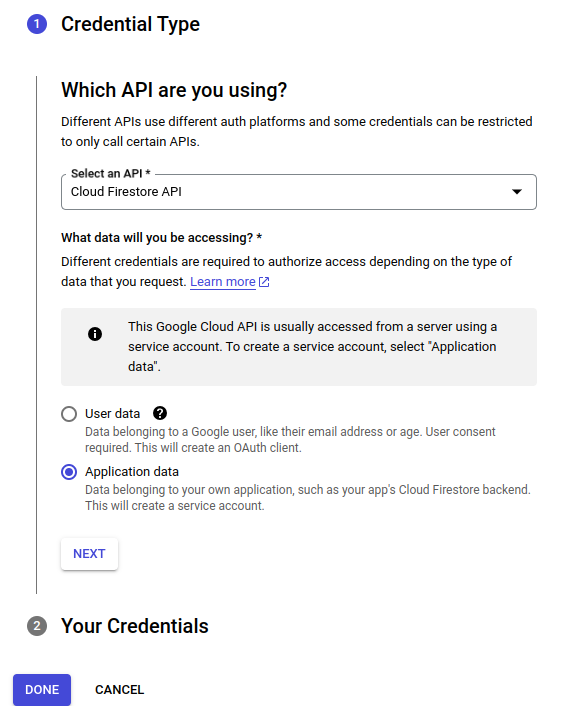 1 Credential Type
Which API are you using?
Different APIs use different auth platforms and some credentials can be restricted
to only call certain APIs.
Select an API *
Cloud Firestore API
What data will you be accessing? *
Different credentials are required to authorize access depending on the type of
data that you request. Learn more
This Google Cloud API is usually accessed from a server using a
service account. To create a service account, select "Application
data".
User data
Data belonging to a Google user, like their email address or age. User consent
required. This will create an OAuth client.
Application data
Data belonging to your own application, such as your app's Cloud Firestore backend.
This will create a service account.
NEXT
2 Your Credentials
DONE CANCEL